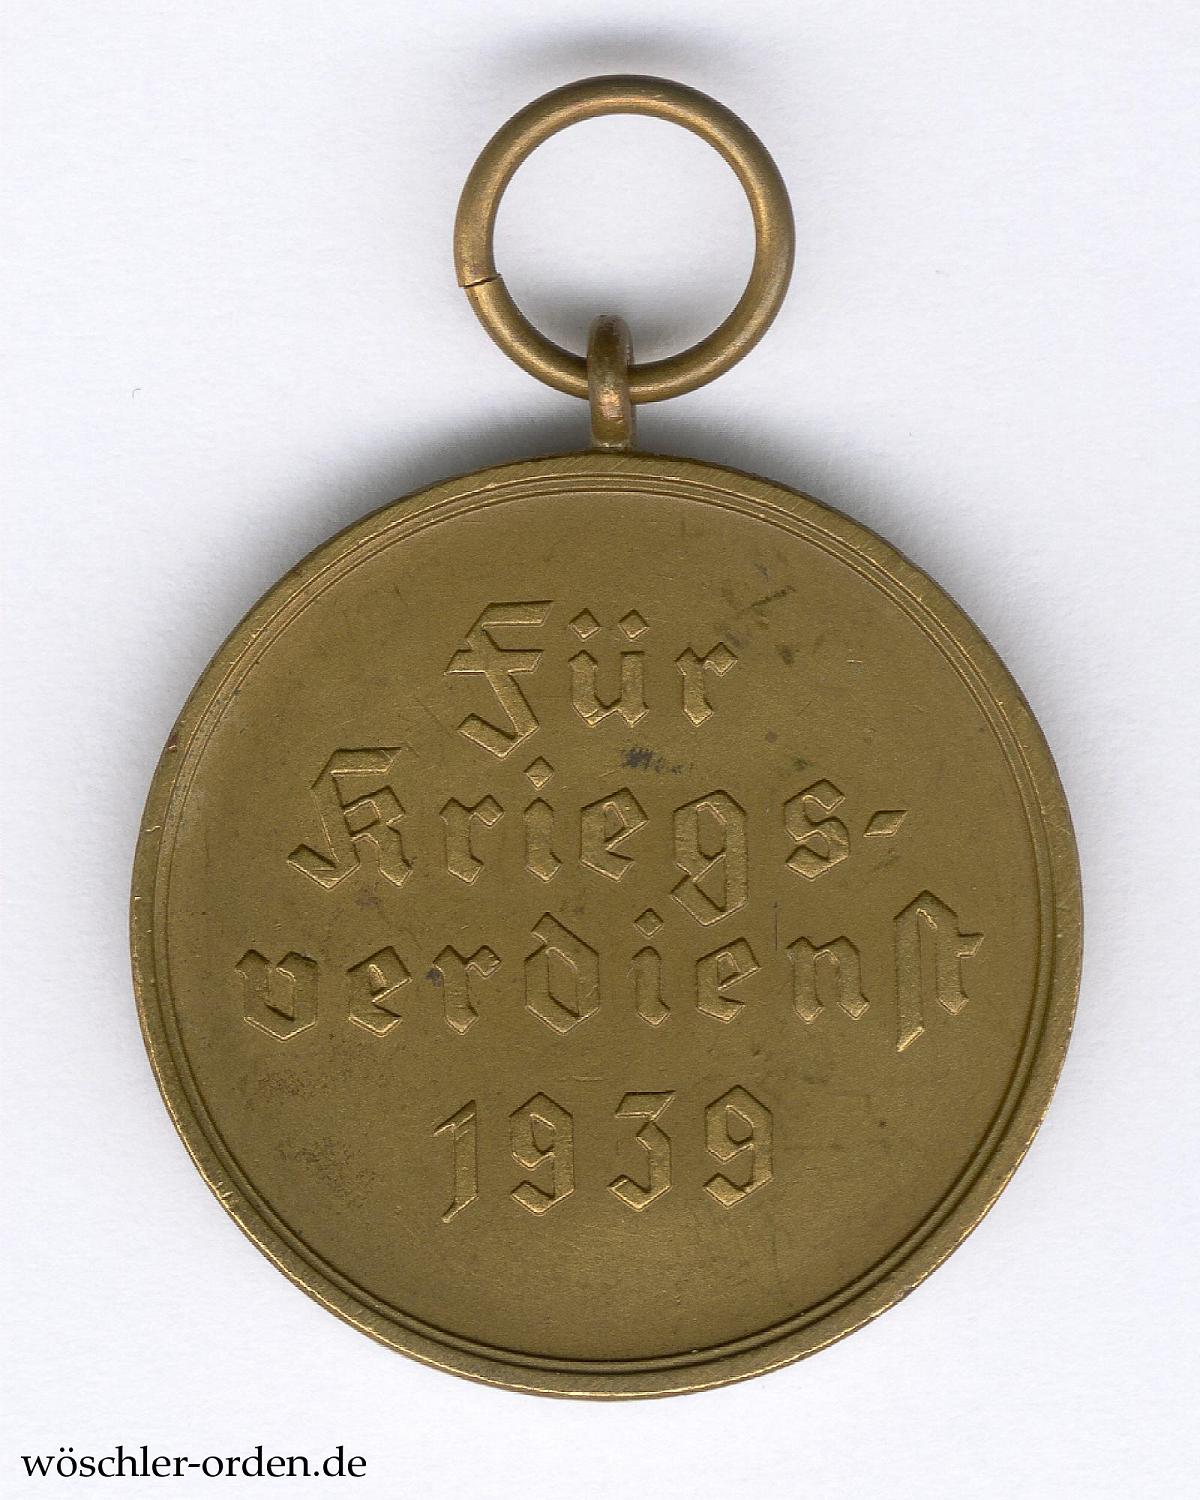 Für
Kriegs-
verdienst
1939
wöschler-orden.de